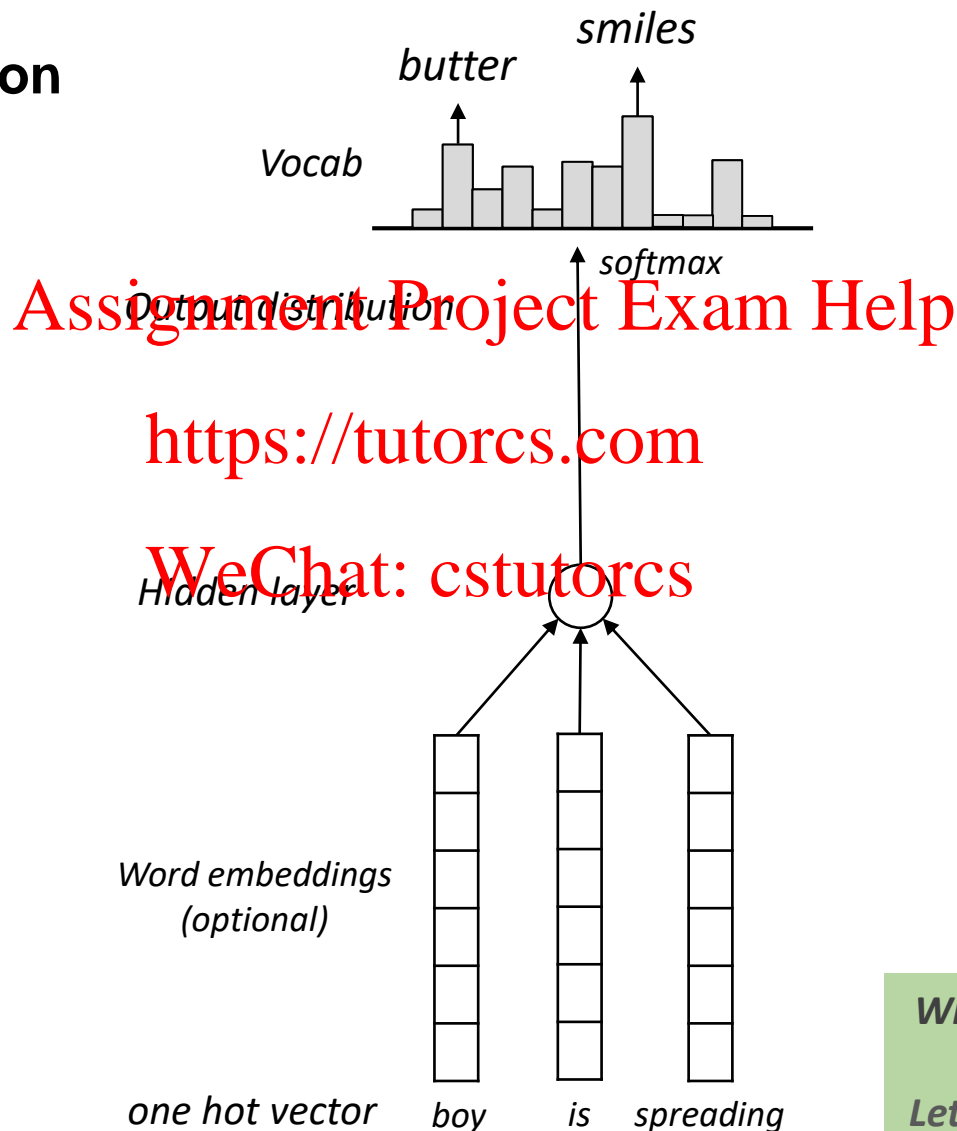 on
smiles
butter
Vocab
softmax
Assignment Project Exam Help
Output distribution
https://tutorcs.com
WeChat: cstutorcs
Hidden layer
Word embeddings
(optional)
one hot vector boy is spreading
Let